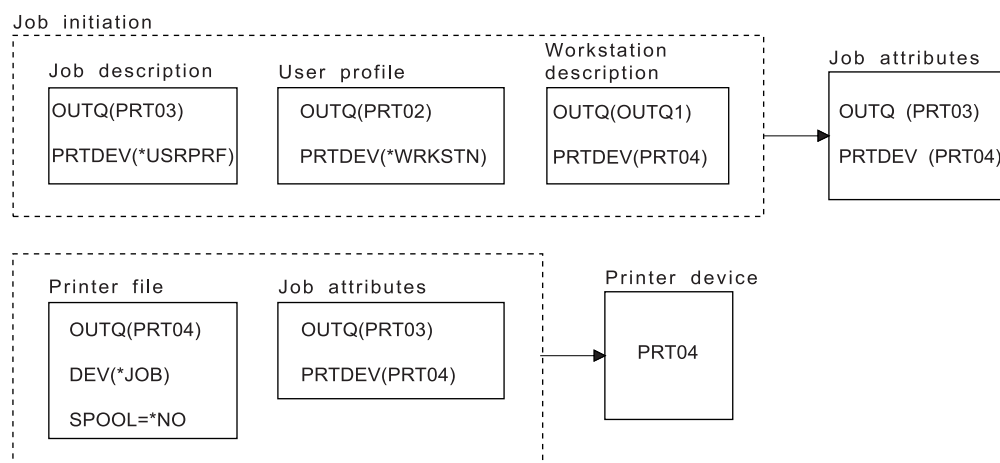 Job initiation
Job description
OUTQ(PRT03)
PRTDEV(*USRPRF)
User profile
OUTQ(PRT02)
PRTDEV(*WRKSTN)
Workstation
description
OUTQ(OUTQ1)
PRTDEV(PRT04)
Job attributes
OUTQ (PRT03)
PRTDEV (PRT04)
Printer file
OUTQ(PRT04)
DEV(*JOB)
SPOOL=*NO
Job attributes
OUTQ(PRT03)
PRTDEV(PRT04)
Printer device
PRT04